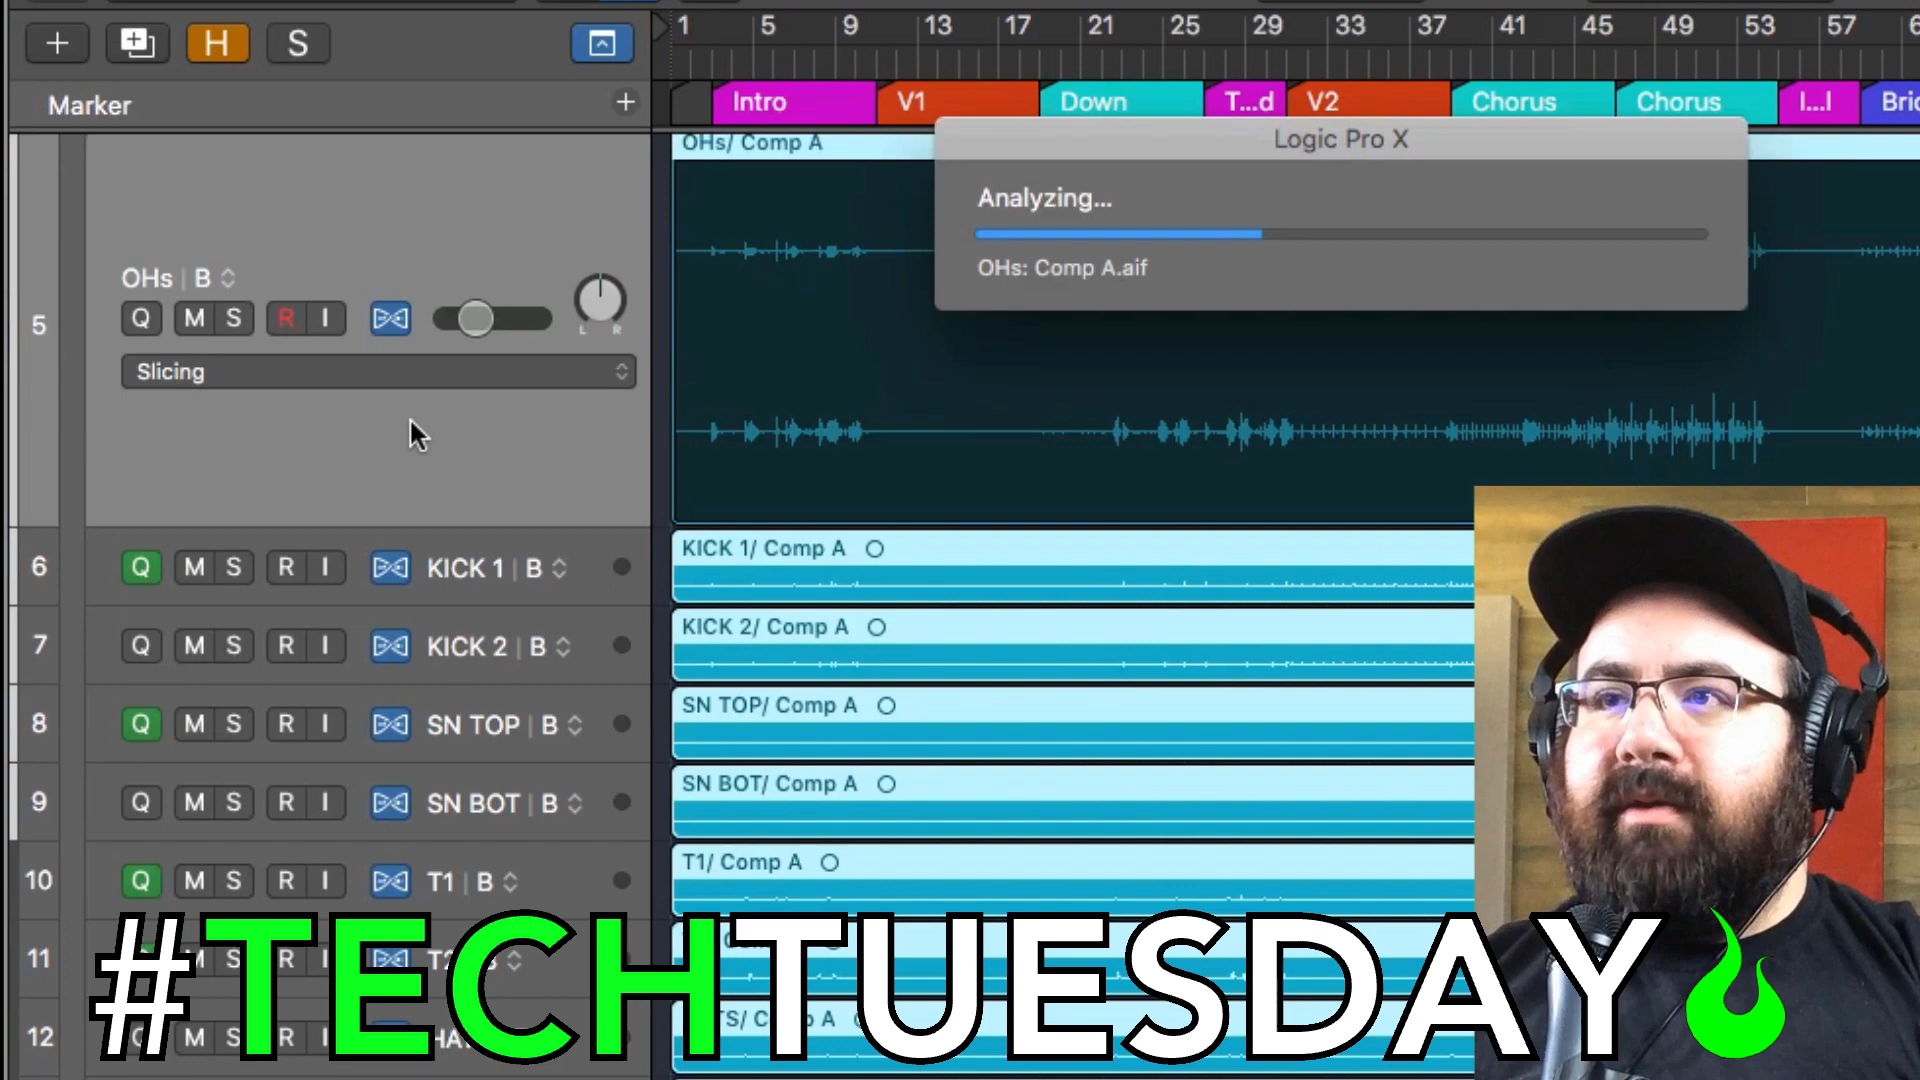 1 5 9 13 17 21 25 29 33 37 41 45 49 53 57
H S
Marker
Intro V1 Down T...d V2 Chorus Chorus I...l
Logic Pro X
Analyzing...
OHs: Comp A.aif
OHs/ Comp A
5
OHs | B
Q M S R I
L R
Slicing
6 Q M S R I KICK 1 | B
KICK 1/ Comp A
7 Q M S R I KICK 2 | B
KICK 2/ Comp A
8 Q M S R I SN TOP | B
SN TOP/ Comp A
9 Q M S R I SN BOT | B
SN BOT/ Comp A
10 Q M S R I T1 | B
T1/ Comp A
11 S R I
12 M S R I
#TECHTUESDAY